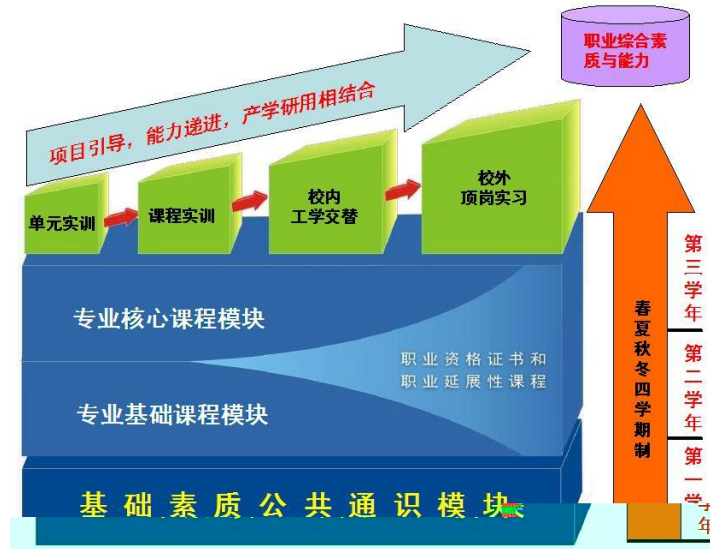 职业综合素
质与能力
项目引导，能力递进，产学研用相结合
单元实训
课程实训
校内
工学交替
校外
顶岗实习
专业核心课程模块
职业资格证书和
职业延展性课程
专业基础课程模块
基础素质公共通识模块
春夏秋冬四学期制
第三学年
第二学年
第一学年